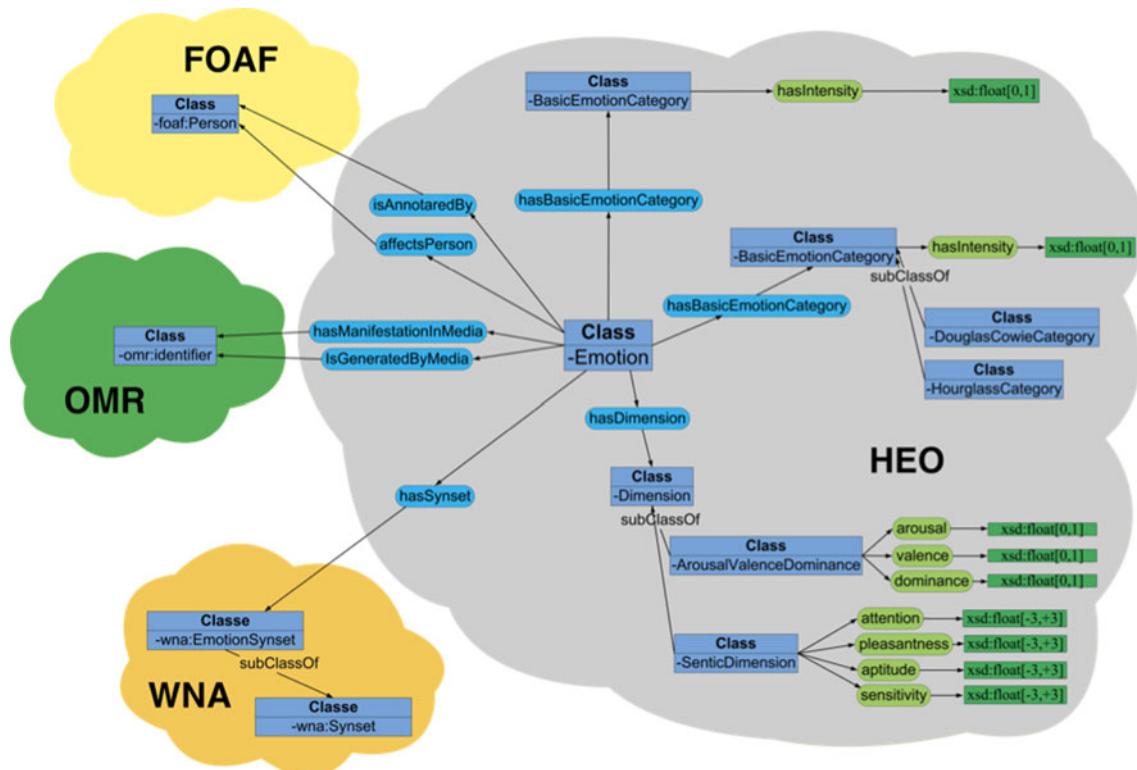 FOAF
Class
-foaf:Person
isAnnotaredBy
affectsPerson
Class
-BasicEmotionCategory
hasIntensity
xsd:float[0,1]
hasBasicEmotionCategory
Class
-BasicEmotionCategory
hasIntensity
xsd:float[0,1]
subClassOf
hasBasicEmotionCategory
Class
-DouglasCowieCategory
Class
-HourglassCategory
Class
-omr:identifier
OMR
hasManifestationInMedia
IsGeneratedByMedia
Class
-Emotion
hasDimension
HEO
Class
-Dimension
subClassOf
hasSynset
Class
-ArousalValenceDominance
arousal
xsd:float[0,1]
valence
xsd:float[0,1]
dominance
xsd:float[0,1]
Class
-SenticDimension
attention
xsd:float[-3,+3]
pleasantness
xsd:float[-3,+3]
aptitude
xsd:float[-3,+3]
sensitivity
xsd:float[-3,+3]
Classe
-wna:EmotionSynset
subClassOf
WNA
Classe
-wna:Synset